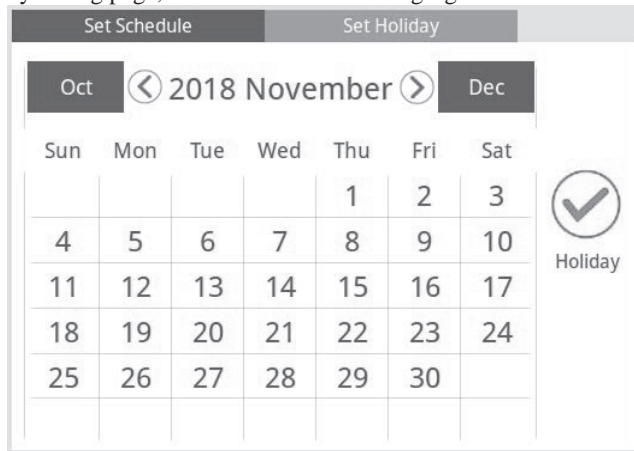 Set Schedule Set Holiday
Oct 2018 November Dec
Sun Mon Tue Wed Thu Fri Sat
1 2 3
4 5 6 7 8 9 10
Holiday
11 12 13 14 15 16 17
18 19 20 21 22 23 24
25 26 27 28 29 30